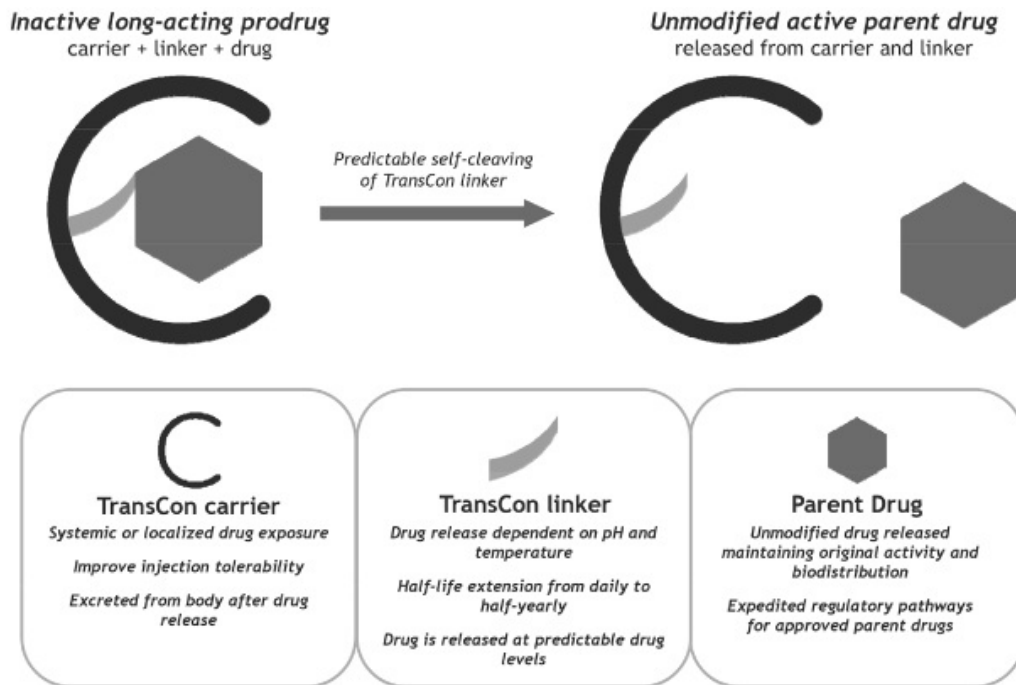 Inactive long-acting prodrug
carrier + linker + drug
Unmodified active parent drug
released from carrier and linker
Predictable self-cleaving
of TransCon linker
TransCon carrier
Systemic or localized drug exposure
Improve injection tolerability
Excreted from body after drug
release
TransCon linker
Drug release dependent on pH and
temperature
Half-life extension from daily to
half-yearly
Drug is released at predictable drug
levels
Parent Drug
Unmodified drug released
maintaining original activity and
biodistribution
Expedited regulatory pathways
for approved parent drugs